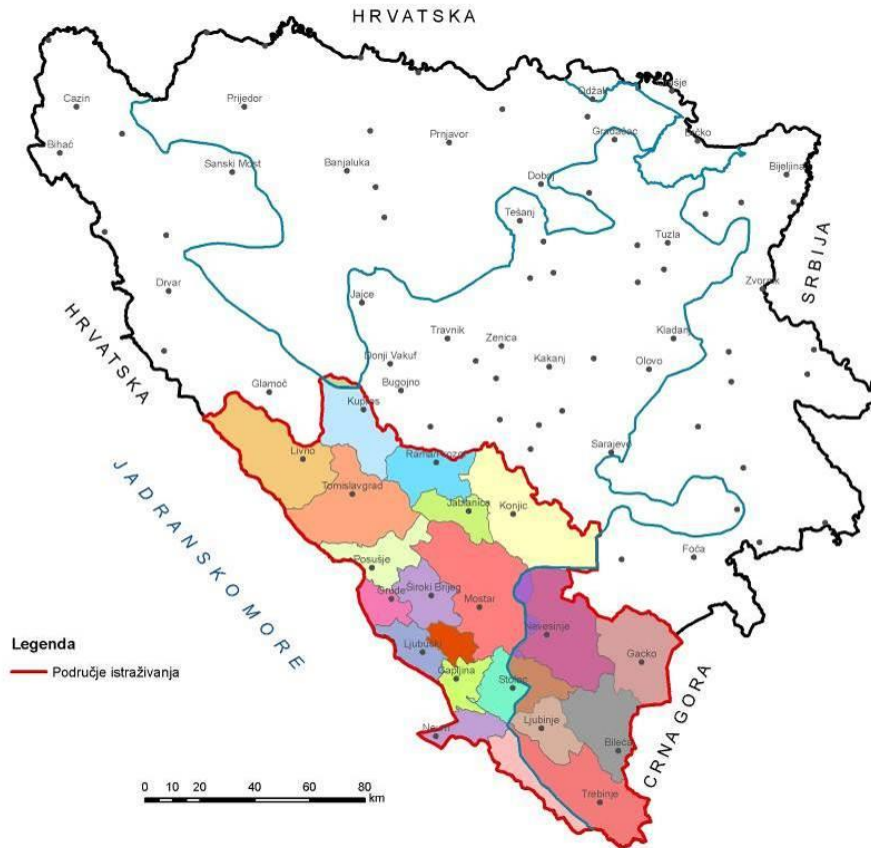 HRVATSKA
Cazin
Prijedor
Odžak
Prnjavor
Gradačac
Brčko
Bihać
Sanski Most
Banjaluka
Doboj
Bijeljina
Tešanj
Tuzla
SRBIJA
Drvar
Jajce
Zvornik
HRVATSKA
Travnik
Zenica
Kladanj
Donji Vakuf
Kakanj
Olovo
Glamoč
Bugojno
Kupres
Livno
Sarajevo
Tomislavgrad
Jablanica
Konjic
JADRANSKO MORE
Posušje
Foča
Grude
Široki Brijeg
Mostar
Nevesinje
Legenda
Ljubuški
Gacko
Područje istraživanja
Čapljina
Stolac
CRNA GORA
Neum
Ljubinje
Bileća
0 10 20 40 60 80
km
Trebinje